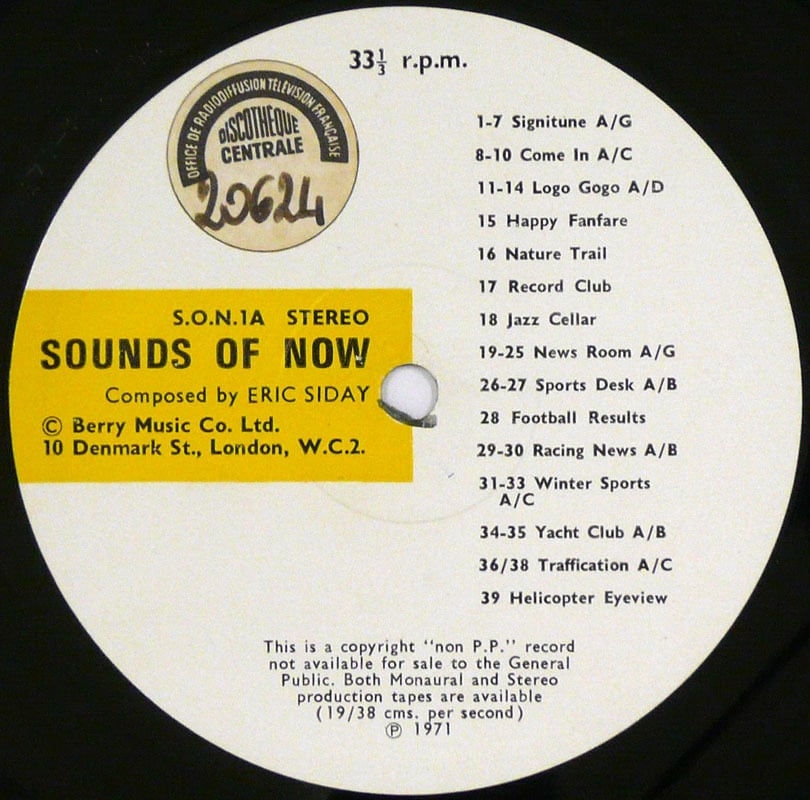 33⅓ r.p.m.
OFFICE DE RADIODIFFUSION TÉLÉVISION FRANÇAISE
DISCOTHEQUE
CENTRALE
20624
1-7 Signitune A/G
8-10 Come In A/C
11-14 Logo Gogo A/D
15 Happy Fanfare
16 Nature Trail
17 Record Club
18 Jazz Cellar
19-25 News Room A/G
26-27 Sports Desk A/B
28 Football Results
29-30 Racing News A/B
31-33 Winter Sports
A/C
34-35 Yacht Club A/B
36/38 Traffication A/C
39 Helicopter Eyeview
S.O.N.1A STEREO
SOUNDS OF NOW
Composed by ERIC SIDAY
© Berry Music Co. Ltd.
10 Denmark St., London, W.C.2.
This is a copyright "non P.P." record
not available for sale to the General
Public. Both Monaural and Stereo
production tapes are available
(19/38 cms. per second)
℗ 1971